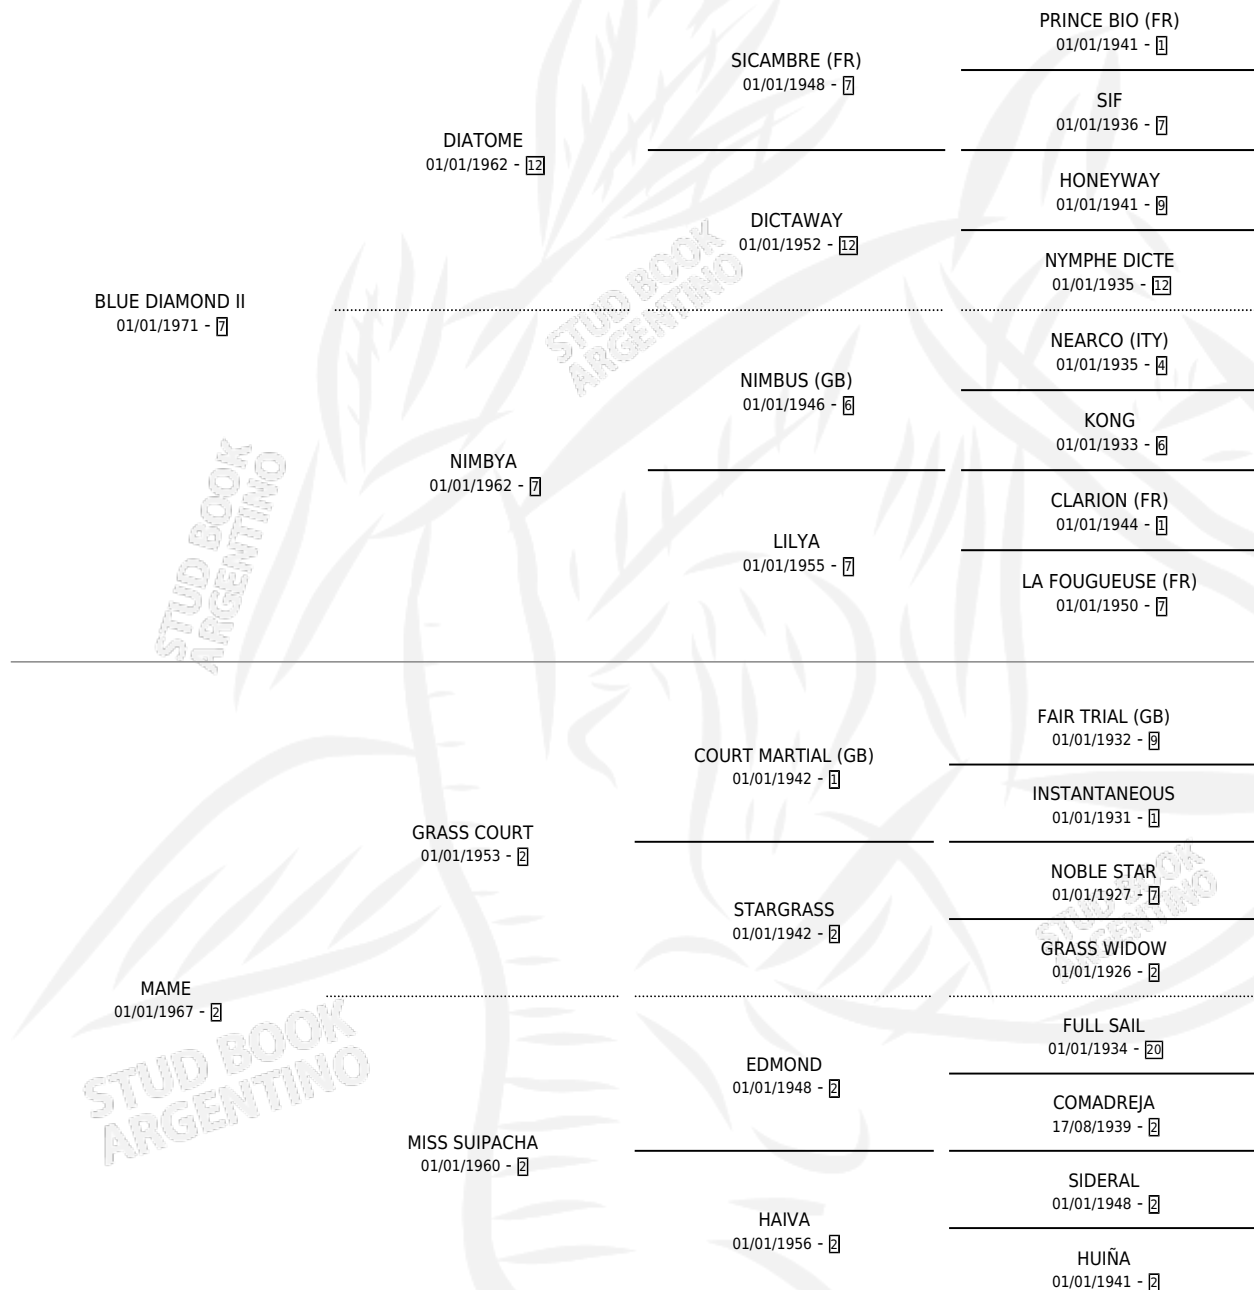 PRINCE BIO (FR)
01/01/1941 - 1
SICAMBRE (FR)
01/01/1948 - 7
SIF
01/01/1936 - 7
DIATOME
01/01/1962 - 12
HONEYWAY
01/01/1941 - 9
DICTAWAY
01/01/1952 - 12
NYMPHE DICTE
01/01/1935 - 12
BLUE DIAMOND II
01/01/1971 - 7
STUD BOOK
ARGENTINO
NEARCO (ITY)
01/01/1935 - 4
NIMBUS (GB)
01/01/1946 - 6
KONG
01/01/1933 - 6
NIMBYA
01/01/1962 - 7
CLARION (FR)
01/01/1944 - 1
LILYA
01/01/1955 - 7
LA FOUGUEUSE (FR)
01/01/1950 - 7
STUD BOOK
ARGENTINO
FAIR TRIAL (GB)
01/01/1932 - 9
COURT MARTIAL (GB)
01/01/1942 - 1
INSTANTANEOUS
01/01/1931 - 1
GRASS COURT
01/01/1953 - 2
NOBLE STAR
01/01/1927 - 7
STARGRASS
01/01/1942 - 2
GRASS WIDOW
01/01/1926 - 2
STUD BOOK
ARGENTINO
MAME
01/01/1967 - 2
FULL SAIL
01/01/1934 - 20
EDMOND
01/01/1948 - 2
COMADREJA
17/08/1939 - 2
STUD BOOK
ARGENTINO
MISS SUIPACHA
01/01/1960 - 2
SIDERAL
01/01/1948 - 2
HAIVA
01/01/1956 - 2
HUIÑA
01/01/1941 - 2